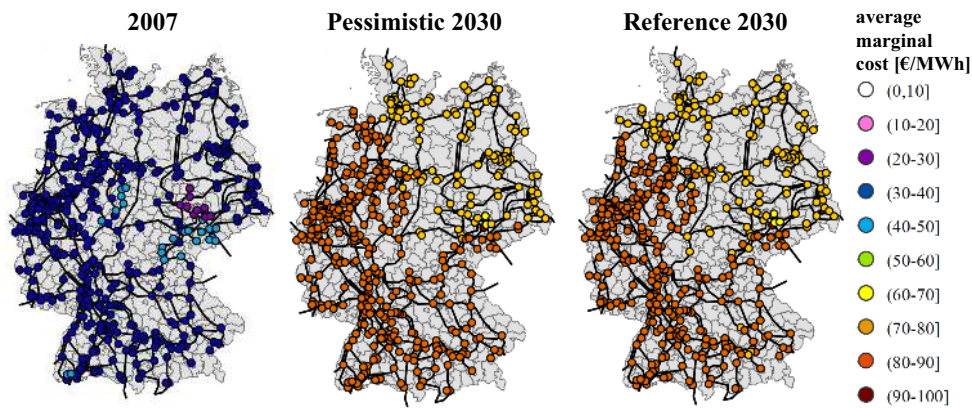 2007
Pessimistic 2030
Reference 2030
average
marginal
cost [€/MWh]
(0,10]
(10-20]
(20-30]
(30-40]
(40-50]
(50-60]
(60-70]
(70-80]
(80-90]
(90-100]